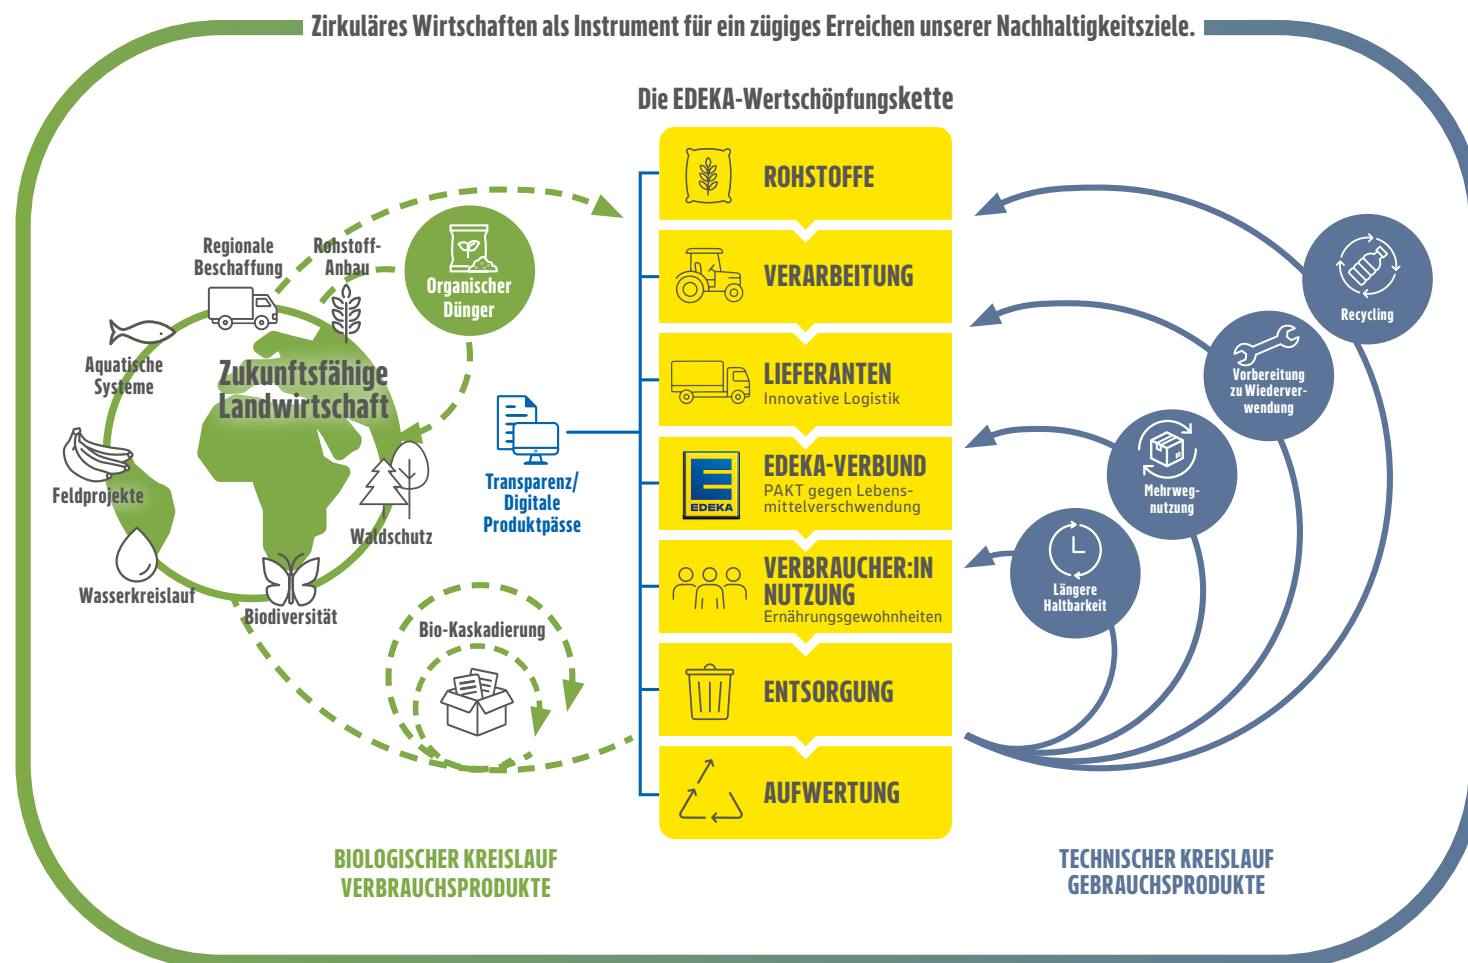 Zirkuläres Wirtschaften als Instrument für ein zügiges Erreichen unserer Nachhaltigkeitsziele.
Die EDEKA-Wertschöpfungskette
Regionale
Beschaffung
Rohstoff-
Anbau
Organischer
Dünger
Aquatische
Systeme
Zukunftsfähige
Landwirtschaft
Feldprojekte
Waldschutz
Wasserkreislauf
Biodiversität
Bio-Kaskadierung
Transparenz/
Digitale
Produktpässe
ROHSTOFFE
VERARBEITUNG
LIEFERANTEN
Innovative Logistik
EDEKA
EDEKA-VERBUND
PAKT gegen Lebens-
mittelverschwendung
VERBRAUCHER:IN
NUTZUNG
Ernährungsgewohnheiten
ENTSORGUNG
AUFWERTUNG
Recycling
Vorbereitung
zu Wiederver-
wendung
Mehrweg-
nutzung
Längere
Haltbarkeit
BIOLOGISCHER KREISLAUF
VERBRAUCHSPRODUKTE
TECHNISCHER KREISLAUF
GEBRAUCHSPRODUKTE